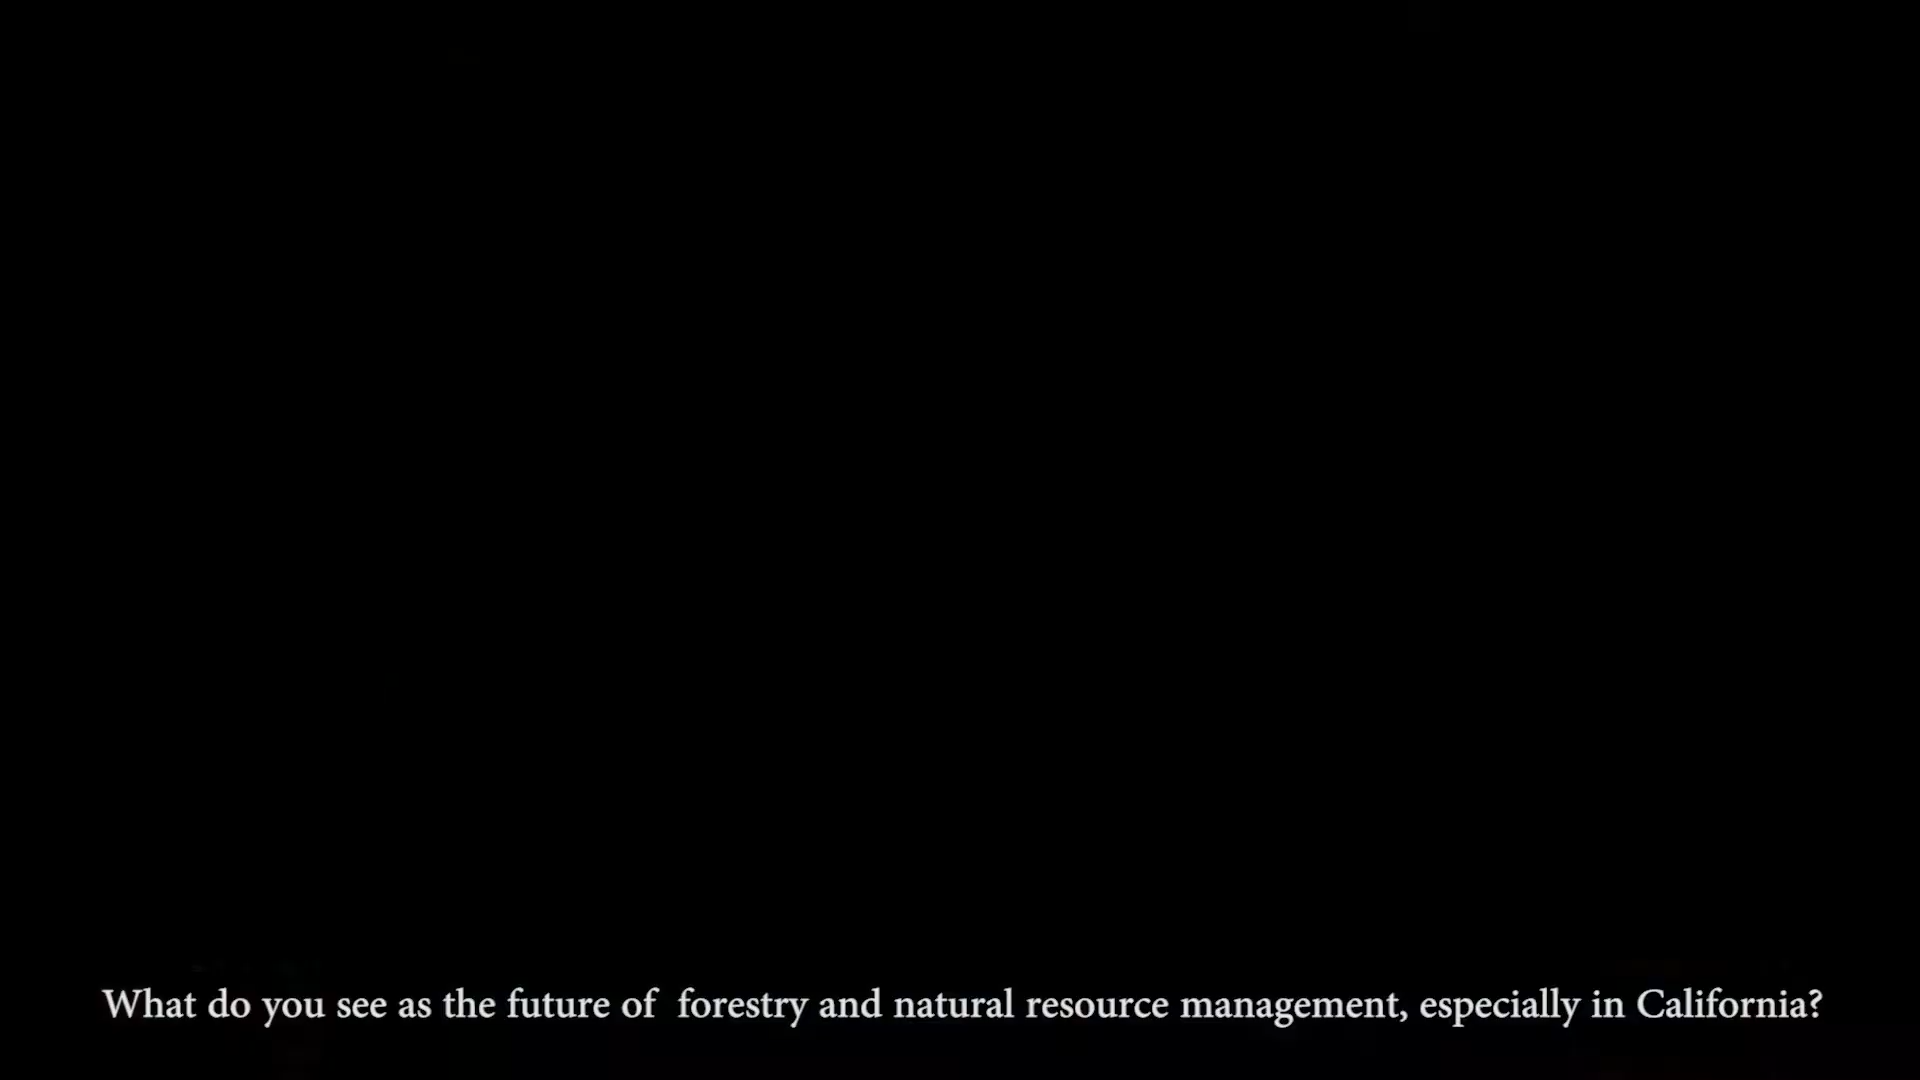 What do you see as the future of  forestry and natural resource management, especially in California?